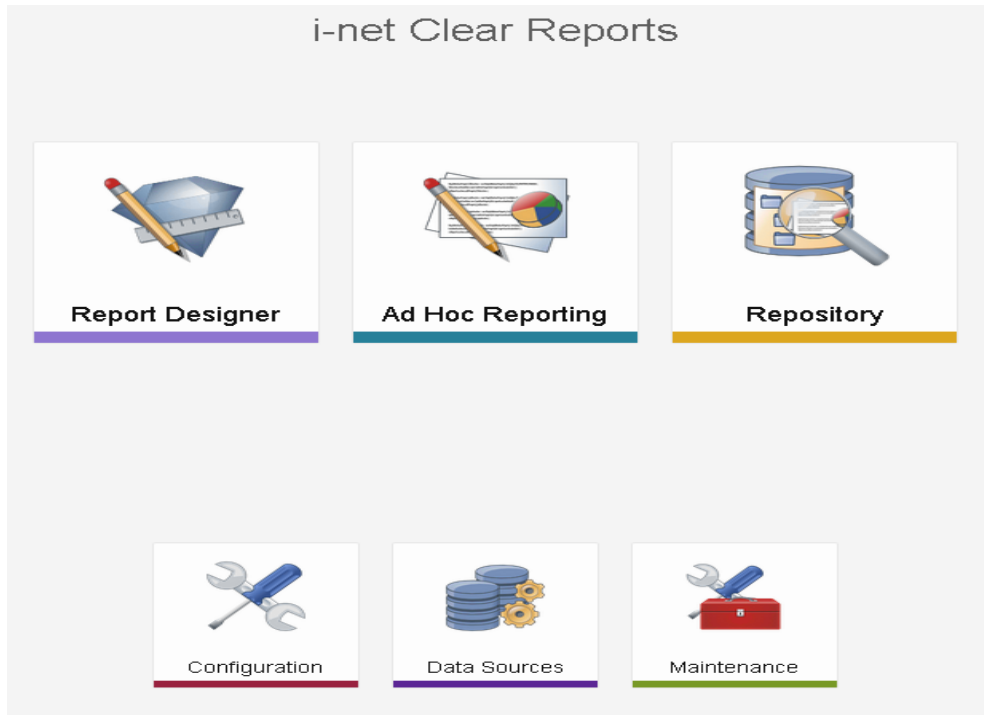 i-net Clear Reports
Report Designer
Ad Hoc Reporting
Repository
Configuration
Data Sources
Maintenance